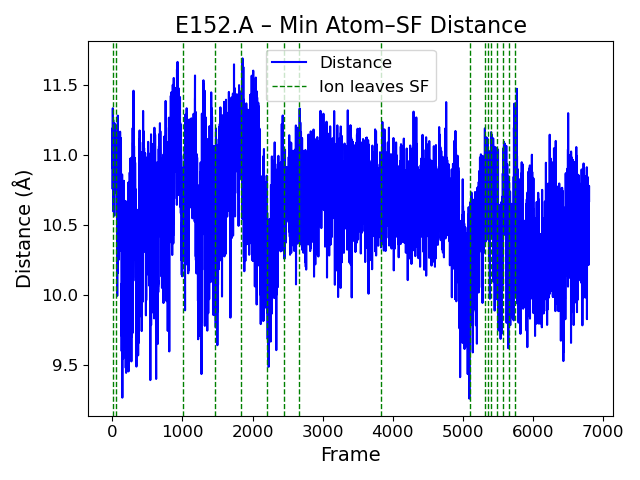 E152.A – Min Atom–SF Distance
Distance
Ion leaves SF
Distance (Å)
11.5
11.0
10.5
10.0
9.5
0 1000 2000 3000 4000 5000 6000 7000
Frame